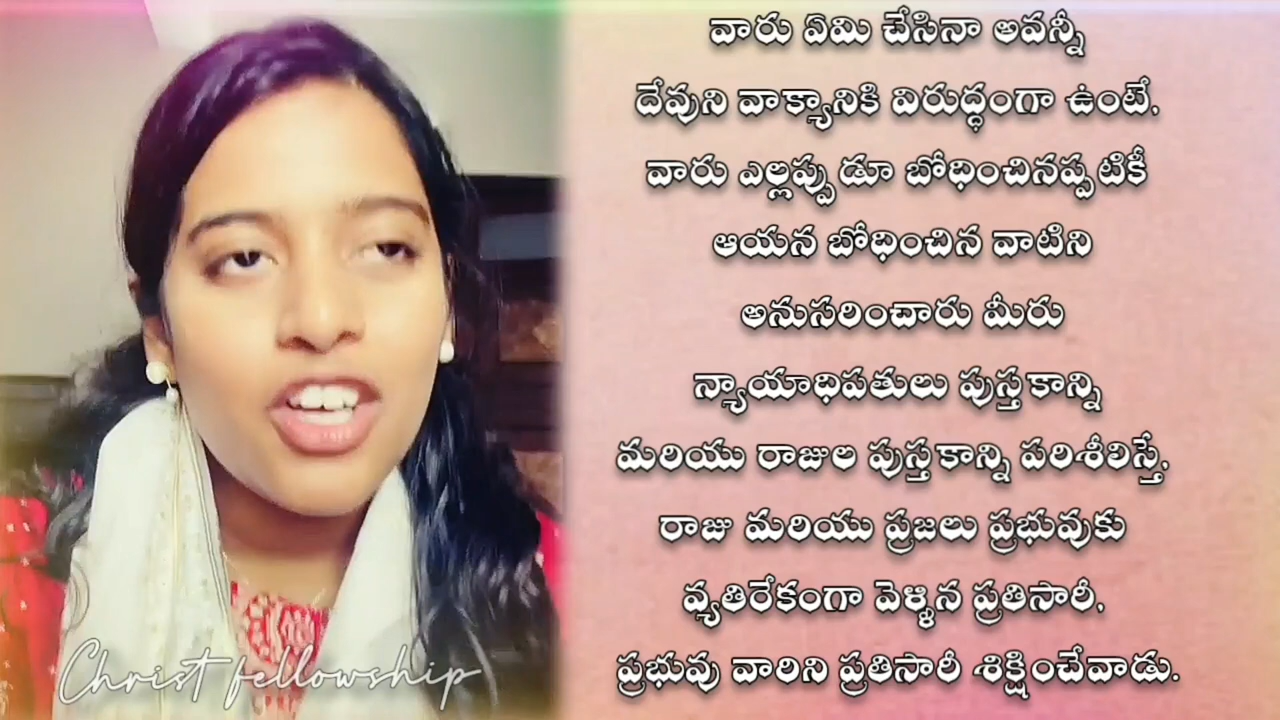 వారు ఏమి చేసినా అవన్నీ
దేవుని వాక్యానికి విరుద్ధంగా ఉంటే.
వారు ఎల్లప్పుడూ బోధించినప్పటికీ
ఆయన బోధించిన వాటిని
అనుసరించారు మీరు
న్యాయాధిపతులు పుస్తకాన్ని
మరియు రాజుల పుస్తకాన్ని పరిశీలిస్తే,
రాజు మరియు ప్రజలు ప్రభువుకు
వ్యతిరేకంగా వెళ్ళిన ప్రతిసారీ,
ప్రభువు వారిని ప్రతిసారీ శిక్షించేవాడు.
Christ fellowship